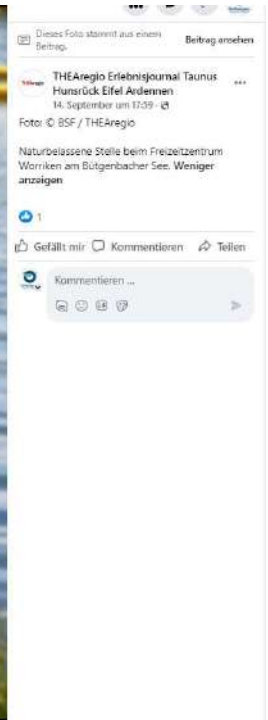 Dieses Foto stammt aus einem
Beitrag.
Beitrag ansehen
THEAregio Erlebnisjournal Taunus
Hunsrück Eifel Ardennen
14. September um 17:59
Foto: © BSF / THEAregio
Naturbelassene Stelle beim Freizeitzentrum
Worriken am Bütgenbacher See. Weniger
anzeigen
1
Gefällt mir Kommentieren Teilen
Kommentieren ...